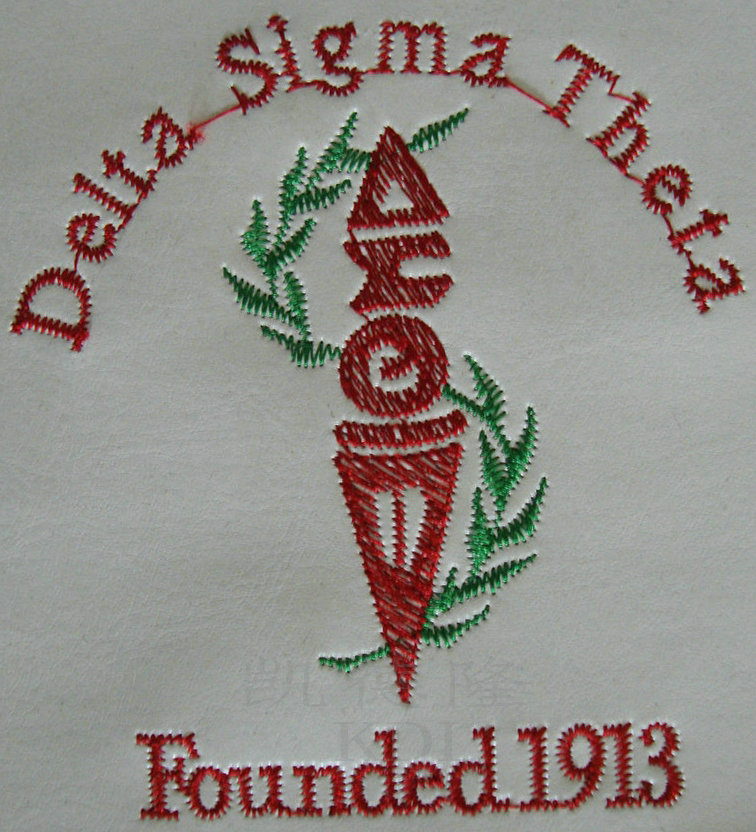 Delta Sigma Theta
ΔΣΘ
Founded 1913